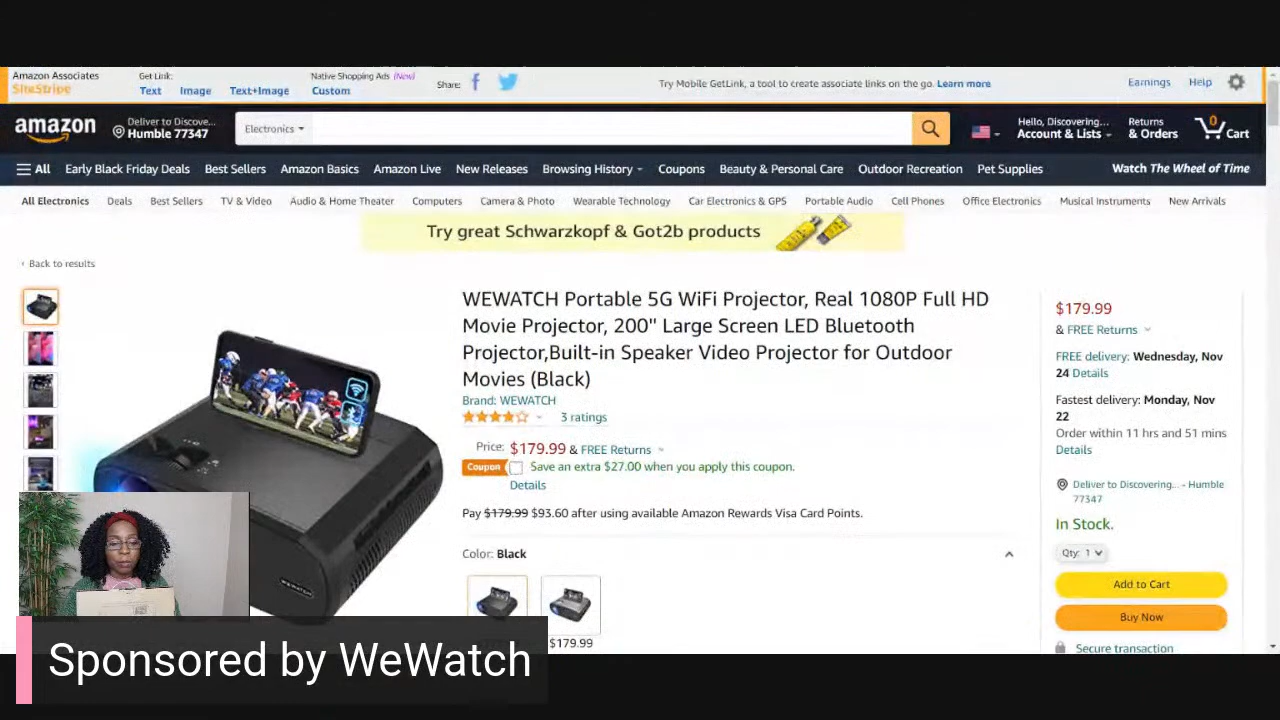 Amazon Associates
SiteStripe
Get Link:
Text Image Text+Image
Native Shopping Ads (New)
Custom
Share:
Try Mobile GetLink, a tool to create associate links on the go. Learn more
Earnings Help
amazon
Deliver to Discove...
Humble 77347
Electronics
Hello, Discovering...
Account & Lists
Returns
& Orders
0
Cart
All Early Black Friday Deals Best Sellers Amazon Basics Amazon Live New Releases Browsing History Coupons Beauty & Personal Care Outdoor Recreation Pet Supplies Watch The Wheel of Time
All Electronics Deals Best Sellers TV & Video Audio & Home Theater Computers Camera & Photo Wearable Technology Car Electronics & GPS Portable Audio Cell Phones Office Electronics Musical Instruments New Arrivals
Try great Schwarzkopf & Got2b products
‹ Back to results
WEWATCH Portable 5G WiFi Projector, Real 1080P Full HD
Movie Projector, 200" Large Screen LED Bluetooth
Projector,Built-in Speaker Video Projector for Outdoor
Movies (Black)
Brand: WEWATCH
3 ratings
Price: $179.99 & FREE Returns
Coupon Save an extra $27.00 when you apply this coupon.
Details
Pay $179.99 $93.60 after using available Amazon Rewards Visa Card Points.
Color: Black
$179.99
WEWATCH
$179.99
& FREE Returns
FREE delivery: Wednesday, Nov
24 Details
Fastest delivery: Monday, Nov
22
Order within 11 hrs and 51 mins
Details
Deliver to Discovering... - Humble
77347
In Stock.
Qty: 1
Add to Cart
Buy Now
Secure transaction
Sponsored by WeWatch